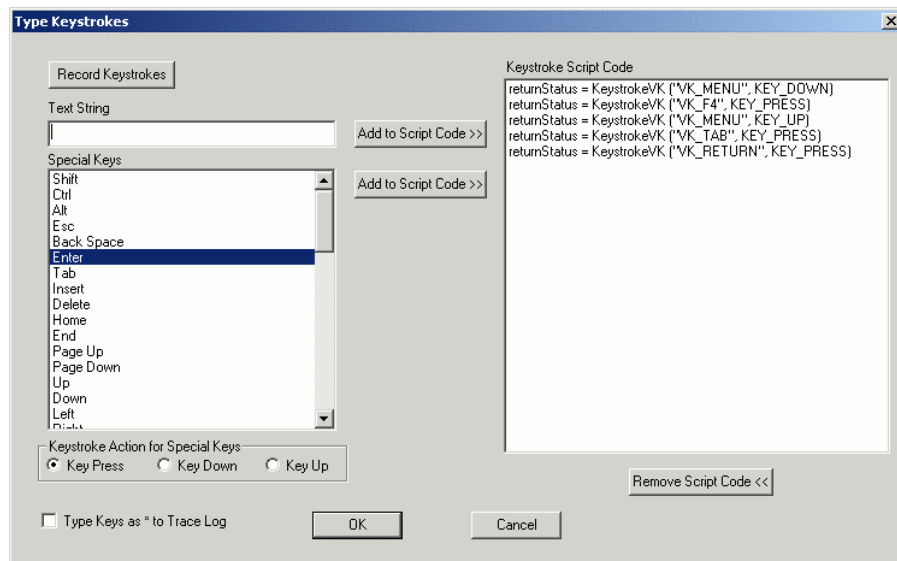 Type Keystrokes
Record Keystrokes
Text String
Add to Script Code >>
Special Keys
Shift
Ctrl
Alt
Esc
Back Space
Enter
Tab
Insert
Delete
Home
End
Page Up
Page Down
Up
Down
Left
Right
Add to Script Code >>
Keystroke Action for Special Keys
Key Press
Key Down
Key Up
Type Keys as * to Trace Log
OK
Cancel
Keystroke Script Code
returnStatus = KeystrokeVK ("VK_MENU", KEY_DOWN)
returnStatus = KeystrokeVK ("VK_F4", KEY_PRESS)
returnStatus = KeystrokeVK ("VK_MENU", KEY_UP)
returnStatus = KeystrokeVK ("VK_TAB", KEY_PRESS)
returnStatus = KeystrokeVK ("VK_RETURN", KEY_PRESS)
Remove Script Code <<